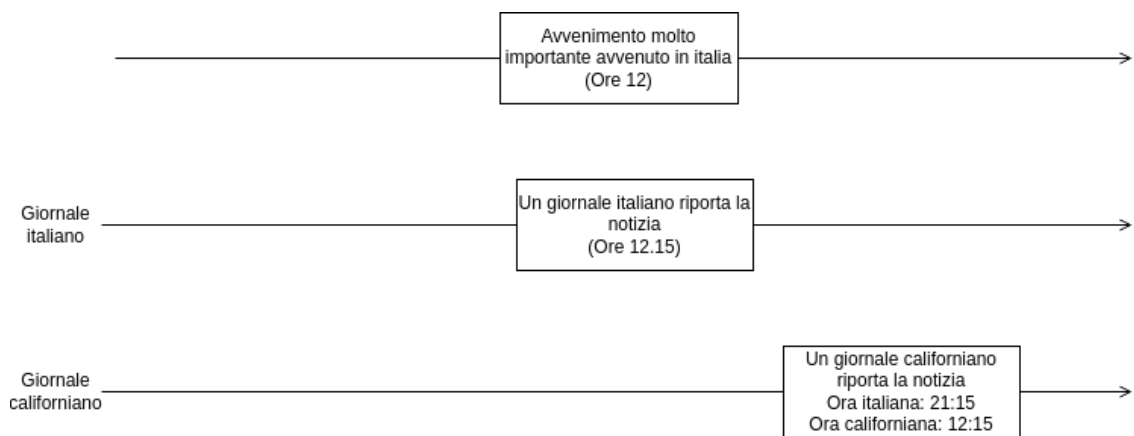 Avvenimento molto
importante avvenuto in italia
(Ore 12)
Giornale
italiano
Un giornale italiano riporta la
notizia
(Ore 12.15)
Giornale
californiano
Un giornale californiano
riporta la notizia
Ora italiana: 21:15
Ora californiana: 12:15